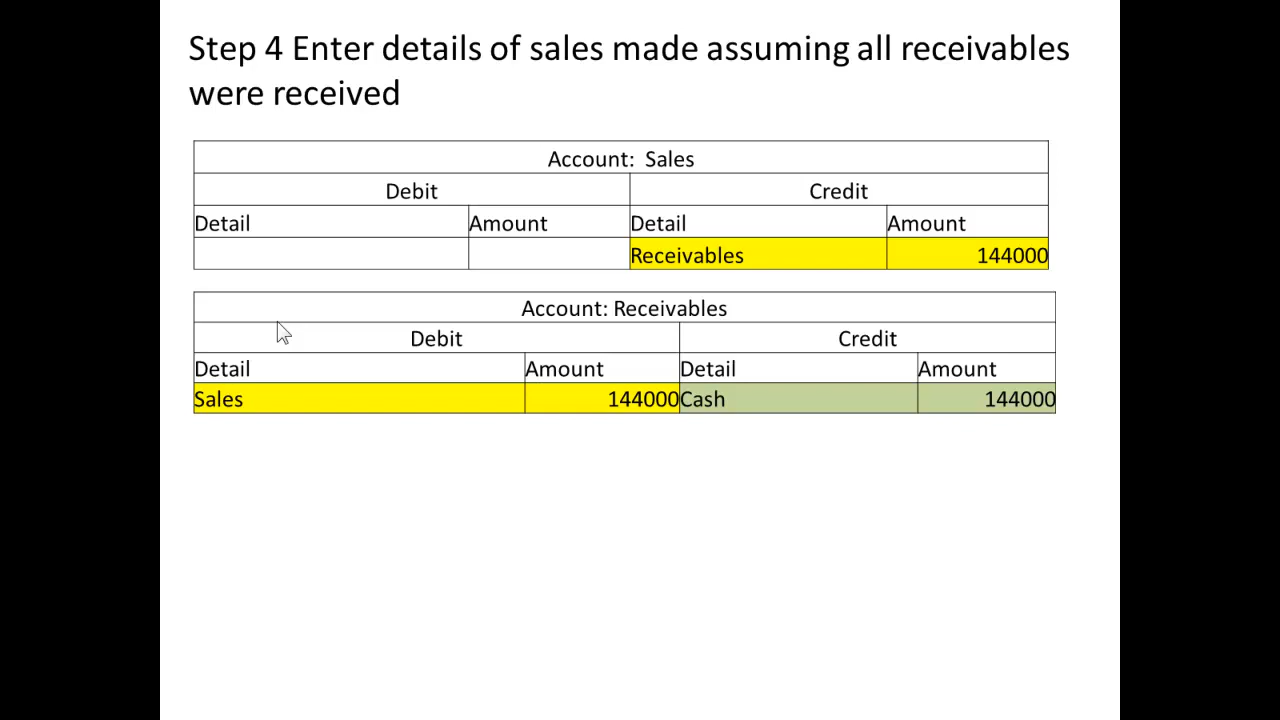 Step 4 Enter details of sales made assuming all receivables
were received
Account:  Sales
Debit Credit
Detail Amount Detail Amount
Receivables 144000
Account: Receivables
Debit Credit
Detail Amount Detail Amount
Sales 144000 Cash 144000